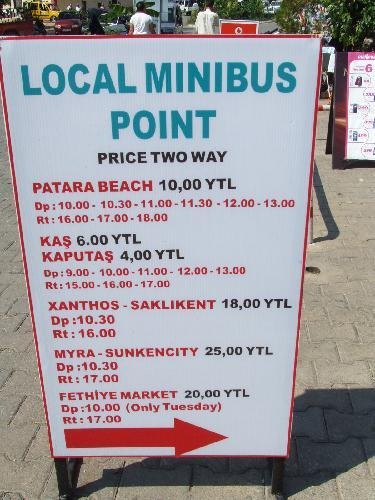 LOCAL MINIBUS
POINT
PRICE TWO WAY
PATARA BEACH 10,00 YTL
Dp : 10.00 - 10.30 - 11.00 - 11.30 - 12.00 - 13.00
Rt : 16.00 - 17.00 - 18.00
KAŞ 6.00 YTL
KAPUTAŞ 4,00 YTL
Dp : 9.00 - 10.00 - 11.00 - 12.00 - 13.00
Rt : 15.00 - 16.00 - 17.00
XANTHOS - SAKLIKENT 18,00 YTL
Dp : 10.30
Rt : 16.00
MYRA - SUNKENCITY 25,00 YTL
Dp : 10.30
Rt : 17.00
FETHİYE MARKET 20,00 YTL
Dp : 10.00 (Only Tuesday)
Rt : 17.00